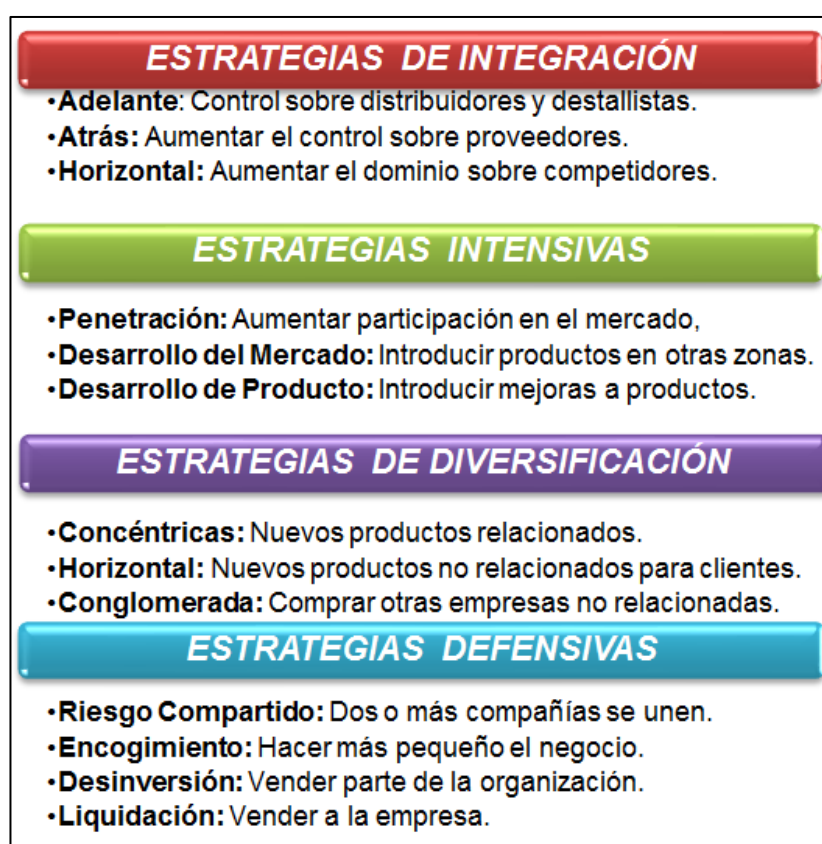 ESTRATEGIAS DE INTEGRACIÓN
•Adelante: Control sobre distribuidores y destallistas.
•Atrás: Aumentar el control sobre proveedores.
•Horizontal: Aumentar el dominio sobre competidores.
ESTRATEGIAS INTENSIVAS
•Penetración: Aumentar participación en el mercado,
•Desarrollo del Mercado: Introducir productos en otras zonas.
•Desarrollo de Producto: Introducir mejoras a productos.
ESTRATEGIAS DE DIVERSIFICACIÓN
•Concéntricas: Nuevos productos relacionados.
•Horizontal: Nuevos productos no relacionados para clientes.
•Conglomerada: Comprar otras empresas no relacionadas.
ESTRATEGIAS DEFENSIVAS
•Riesgo Compartido: Dos o más compañías se unen.
•Encogimiento: Hacer más pequeño el negocio.
•Desinversión: Vender parte de la organización.
•Liquidación: Vender a la empresa.